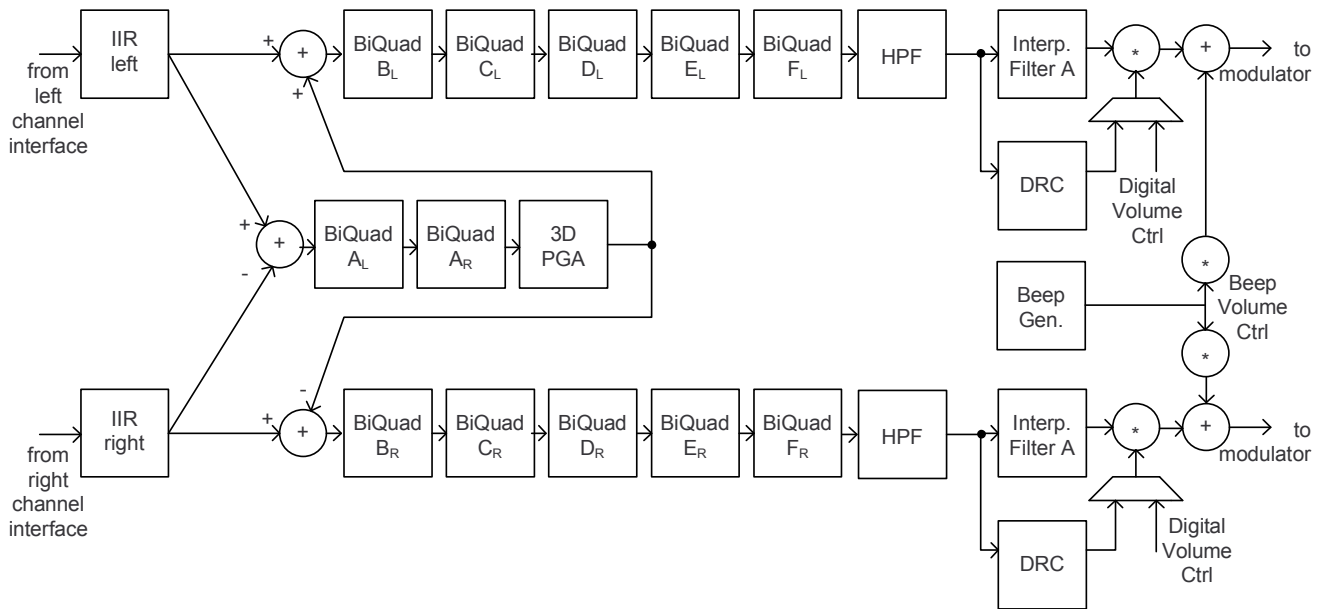 IIR
left
from
left
channel
interface
+
+
+
BiQuad
BL
BiQuad
CL
BiQuad
DL
BiQuad
EL
BiQuad
FL
HPF
Interp.
Filter A
*
+
to
modulator
DRC
Digital
Volume
Ctrl
+
-
+
BiQuad
AL
BiQuad
AR
3D
PGA
Beep
Gen.
*
Beep
Volume
Ctrl
*
IIR
right
from
right
channel
interface
+
-
+
BiQuad
BR
BiQuad
CR
BiQuad
DR
BiQuad
ER
BiQuad
FR
HPF
Interp.
Filter A
*
+
to
modulator
DRC
Digital
Volume
Ctrl